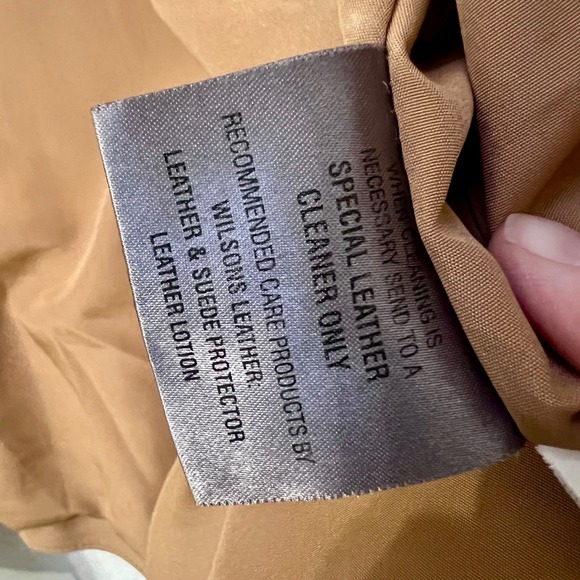 WHEN CLEANING IS
NECESSARY SEND TO A
SPECIAL LEATHER
CLEANER ONLY
RECOMMENDED CARE PRODUCTS BY
WILSONS LEATHER.
LEATHER & SUEDE PROTECTOR
LEATHER LOTION